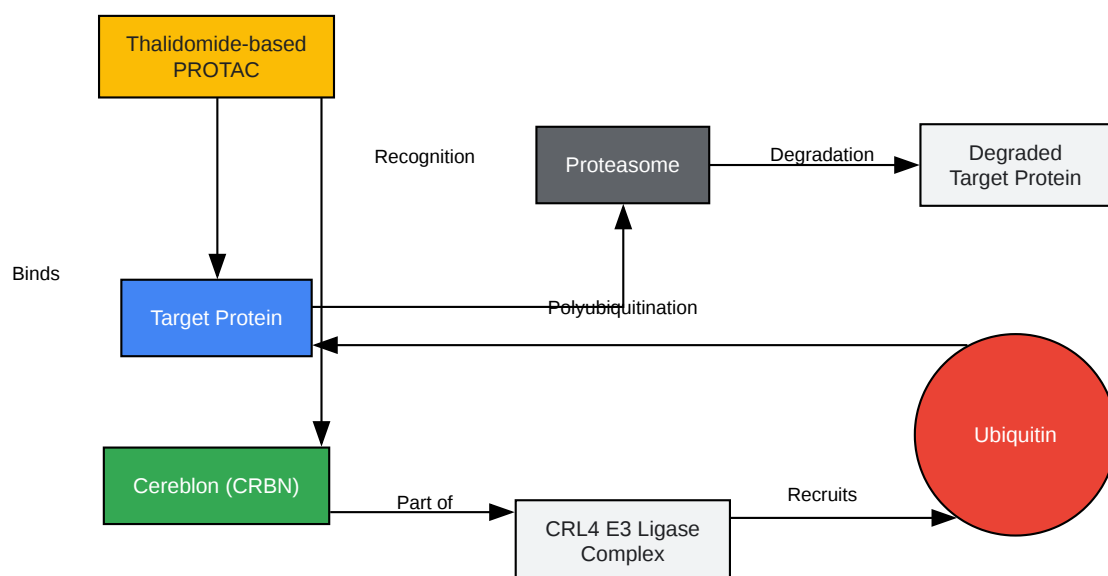 Thalidomide-based
PROTAC
Recognition
Proteasome
Degradation
Degraded
Target Protein
Binds
Target Protein
Polyubiquitination
Ubiquitin
Cereblon (CRBN)
Part of
CRL4 E3 Ligase
Complex
Recruits